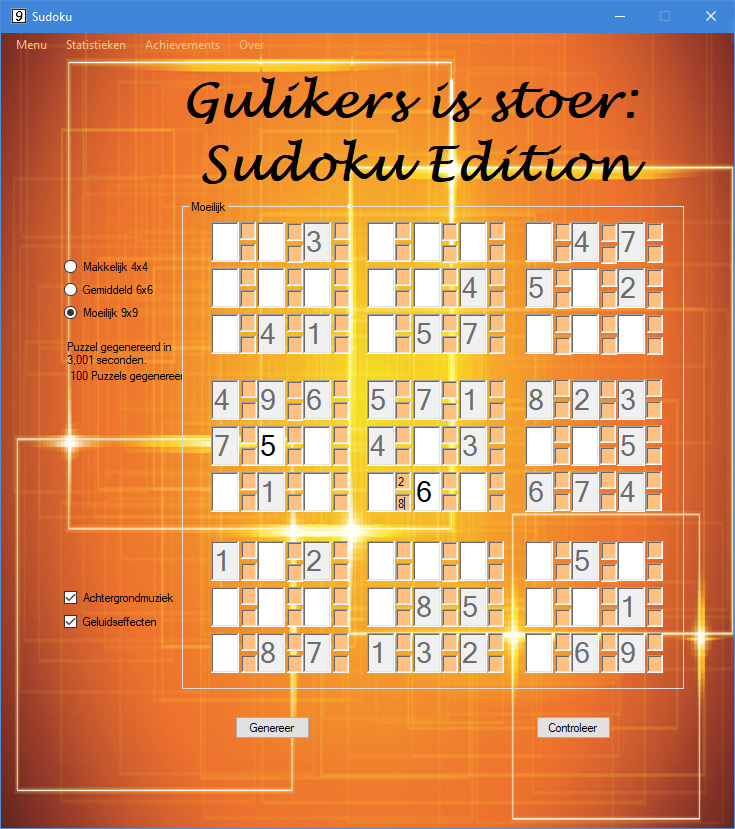 9 Sudoku
Menu Statistieken Achievements Over
Gulikers is stoer:
Sudoku Edition
Moeilijk
3 4 7
4 5 2
4 1 5 7
Makkelijk 4x4
Gemiddeld 6x6
Moeilijk 9x9
Puzzel gegenereerd in
3,001 seconden.
100 Puzzels gegenereer
4 9 6 5 7 1 8 2 3
7 5 4 3 5
1 2 8 6 6 7 4
1 2 5
8 5 1
8 7 1 3 2 6 9
Achtergrondmuziek
Geluidseffecten
Genereer Controleer